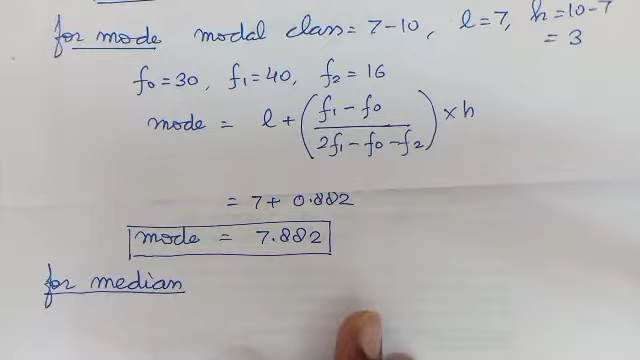 for mode modal class = 7-10, l=7, h=10-7
= 3
f0=30, f1=40, f2=16
mode = l+(f1-f0/2f1-f0-f2)×h
= 7+ 0.882
mode = 7.882
for median